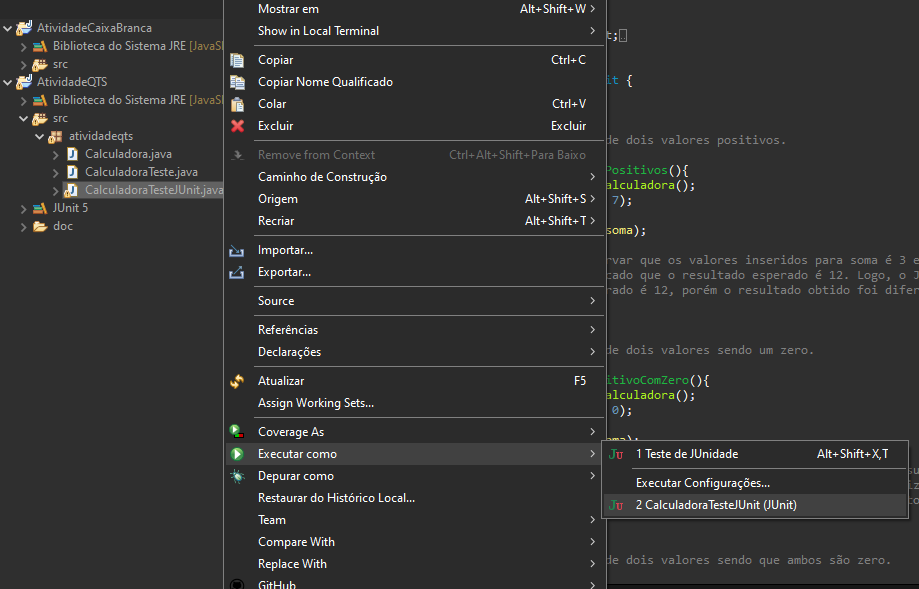 AtividadeCaixaBranca
Biblioteca do Sistema JRE [JavaS
src
AtividadeQTS
Biblioteca do Sistema JRE [JavaS
src
atividadeqts
Calculadora.java
CalculadoraTeste.java
CalculadoraTesteJUnit.java
JUnit 5
doc
Mostrar em Alt+Shift+W >
Show in Local Terminal >
Copiar Ctrl+C
Copiar Nome Qualificado
Colar Ctrl+V
Excluir Excluir
Remove from Context Ctrl+Alt+Shift+Para Baixo
Caminho de Construção >
Origem Alt+Shift+S >
Recriar Alt+Shift+T >
Importar...
Exportar...
Source >
Referências >
Declarações >
Atualizar F5
Assign Working Sets...
Coverage As >
Executar como >
Depurar como >
Restaurar do Histórico Local...
Team >
Compare With >
Replace With >
GitHub >
1 Teste de JUnidade Alt+Shift+X,T
Executar Configurações...
2 CalculadoraTesteJUnit (JUnit)
t;
it {
de dois valores positivos.
Positivos(){
alculadora();
7);
soma);
rvar que os valores inseridos para soma é 3 e
cado que o resultado esperado é 12. Logo, o J
rado é 12, porém o resultado obtido foi difer
de dois valores sendo um zero.
itivoComZero(){
alculadora();
0);
oma);
de dois valores sendo que ambos são zero.